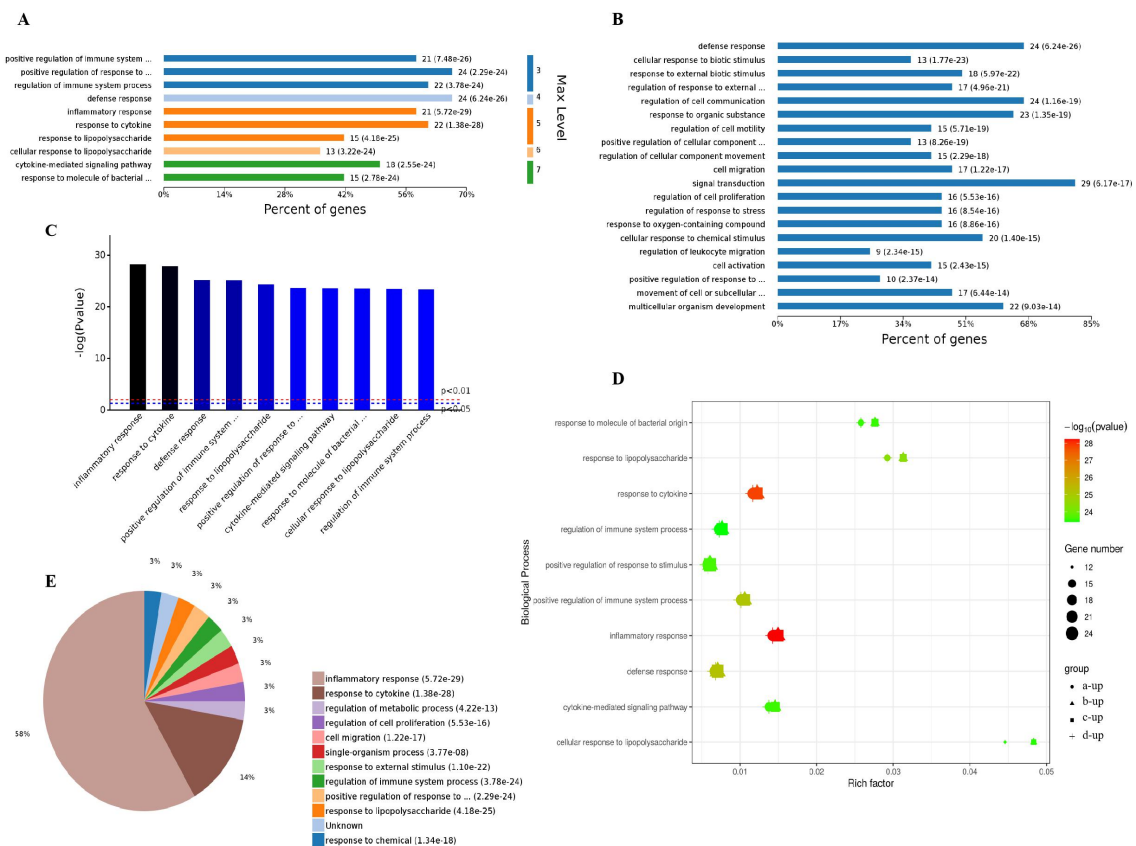 A
positive regulation of immune system ... 21 (7.48e-26)
positive regulation of response to ... 24 (2.29e-24)
regulation of immune system process 22 (3.78e-24)
defense response 24 (6.24e-26)
inflammatory response 21 (5.72e-29)
response to cytokine 22 (1.38e-28)
response to lipopolysaccharide 15 (4.18e-25)
cellular response to lipopolysaccharide 13 (3.22e-24)
cytokine-mediated signaling pathway 18 (2.55e-24)
response to molecule of bacterial ... 15 (2.78e-24)
0% 14% 28% 42% 56% 70%
Percent of genes
3
4
5
6
7
Max Level
B
defense response 24 (6.24e-26)
cellular response to biotic stimulus 13 (1.77e-23)
response to external biotic stimulus 18 (5.97e-22)
regulation of response to external ... 17 (4.96e-21)
regulation of cell communication 24 (1.16e-19)
response to organic substance 23 (1.35e-19)
regulation of cell motility 15 (5.71e-19)
positive regulation of cellular component ... 13 (8.26e-19)
regulation of cellular component movement 15 (2.29e-18)
cell migration 17 (1.22e-17)
signal transduction 29 (6.17e-17)
regulation of cell proliferation 16 (5.53e-16)
regulation of response to stress 16 (8.54e-16)
response to oxygen-containing compound 16 (8.86e-16)
cellular response to chemical stimulus 20 (1.40e-15)
regulation of leukocyte migration 9 (2.34e-15)
cell activation 15 (2.43e-15)
positive regulation of response to ... 10 (2.37e-14)
movement of cell or subcellular ... 17 (6.44e-14)
multicellular organism development 22 (9.03e-14)
0% 17% 34% 51% 68% 85%
Percent of genes
C
30
20
10
0
-log(Pvalue)
p<0.01
p<0.05
inflammatory response
response to cytokine
defense response
positive regulation of immune system ...
response to lipopolysaccharide
positive regulation of response to ...
cytokine-mediated signaling pathway
response to molecule of bacterial ...
cellular response to lipopolysaccharide
regulation of immune system process
D
response to molecule of bacterial origin
response to lipopolysaccharide
response to cytokine
regulation of immune system process
positive regulation of response to stimulus
positive regulation of immune system process
inflammatory response
defense response
cytokine-mediated signaling pathway
cellular response to lipopolysaccharide
Biological Process
0.01 0.02 0.03 0.04 0.05
Rich factor
−log10(pvalue)
28
27
26
25
24
Gene number
12
15
18
21
24
group
a-up
b-up
c-up
d-up
E
3%
3%
3%
3%
3%
3%
3%
3%
3%
3%
14%
58%
inflammatory response (5.72e-29)
response to cytokine (1.38e-28)
regulation of metabolic process (4.22e-13)
regulation of cell proliferation (5.53e-16)
cell migration (1.22e-17)
single-organism process (3.77e-08)
response to external stimulus (1.10e-22)
regulation of immune system process (3.78e-24)
positive regulation of response to ... (2.29e-24)
response to lipopolysaccharide (4.18e-25)
Unknown
response to chemical (1.34e-18)